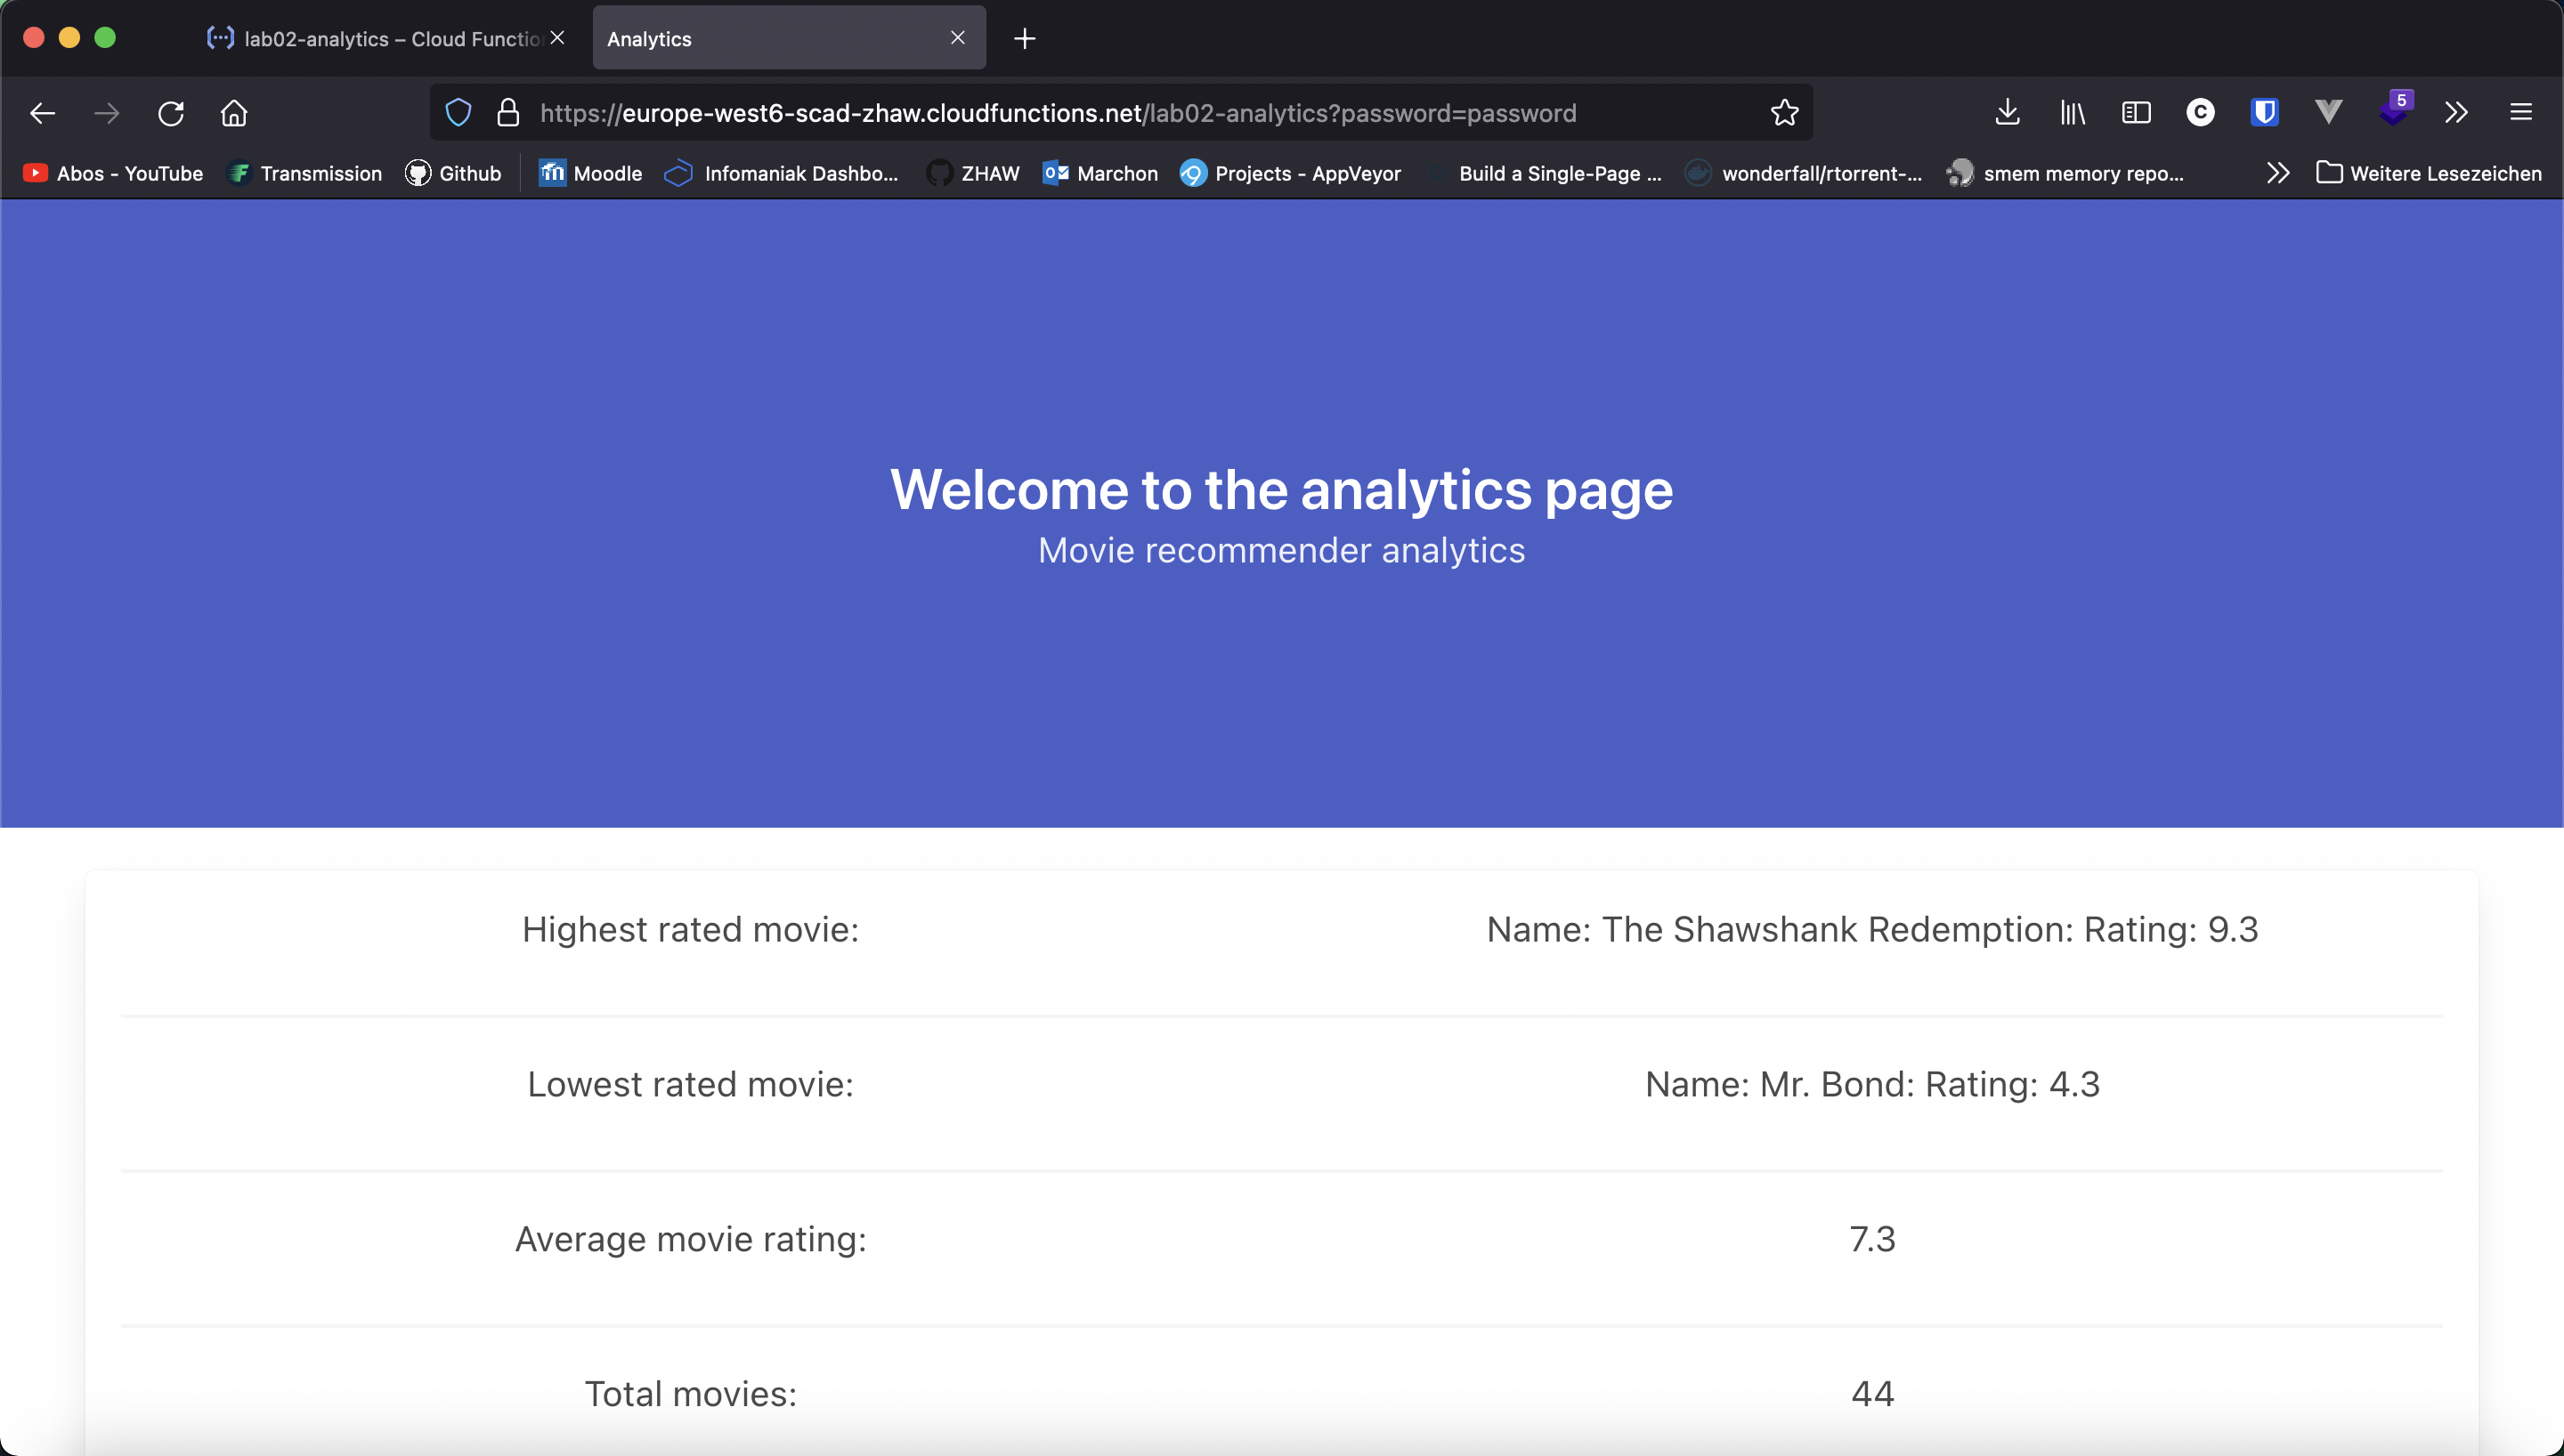 lab02-analytics – Cloud Functio
Analytics
https://europe-west6-scad-zhaw.cloudfunctions.net/lab02-analytics?password=password
5
Abos - YouTube Transmission Github Moodle Infomaniak Dashbo... ZHAW Marchon Projects - AppVeyor Build a Single-Page ... wonderfall/rtorrent-... smem memory repo... Weitere Lesezeichen
Welcome to the analytics page
Movie recommender analytics
Highest rated movie: Name: The Shawshank Redemption: Rating: 9.3
Lowest rated movie: Name: Mr. Bond: Rating: 4.3
Average movie rating: 7.3
Total movies: 44